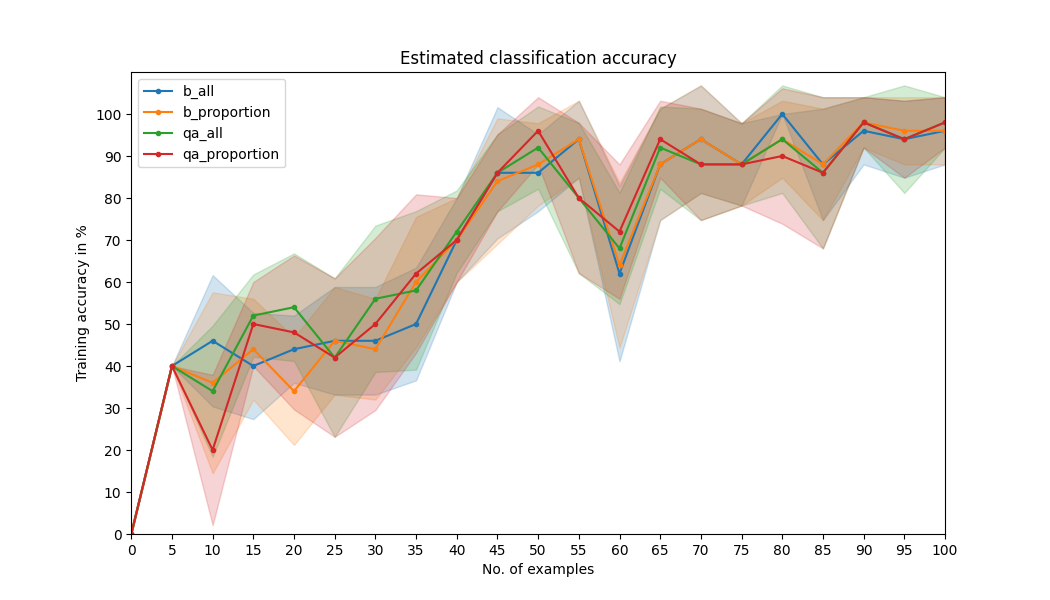 Estimated classification accuracy
b_all
b_proportion
qa_all
qa_proportion
Training accuracy in %
100
90
80
70
60
50
40
30
20
10
0
0 5 10 15 20 25 30 35 40 45 50 55 60 65 70 75 80 85 90 95 100
No. of examples